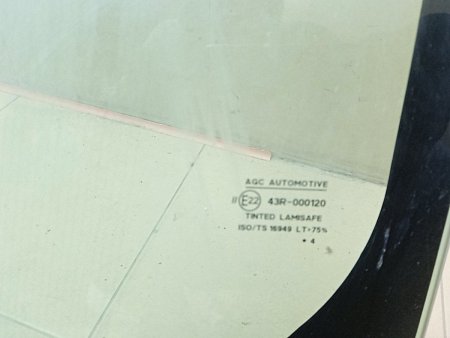 AGC AUTOMOTIVE
II E22 43R-000120
TINTED LAMISAFE
ISO/TS 16949 LT>75%
• 4